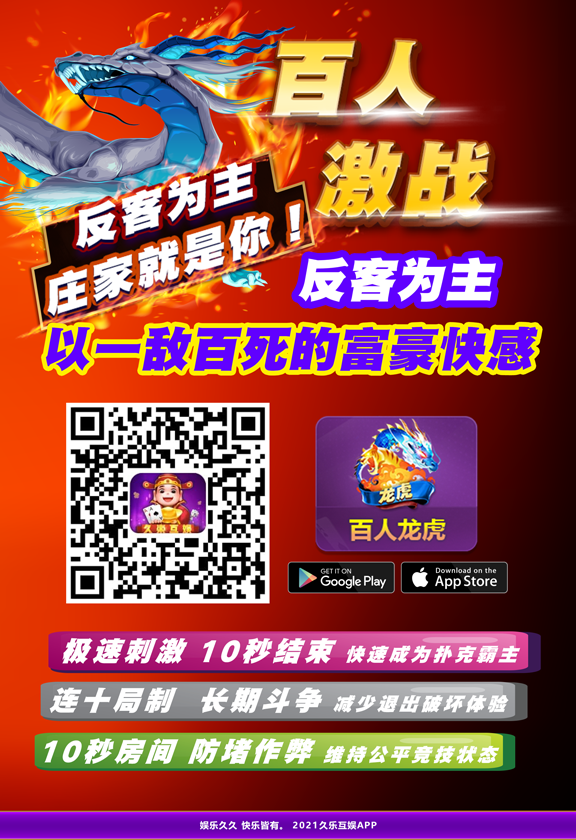 百人
激战
反客为主
庄家就是你！
反客为主
以一敌百死的富豪快感
久乐互娱
龙虎
百人龙虎
GET IT ON
Google Play
Download on the
App Store
极速刺激 10秒结束 快速成为扑克霸主
连十局制 长期斗争 减少退出破坏体验
10秒房间 防堵作弊 维持公平竞技状态
娱乐久久 快乐皆有。 2021久乐互娱APP